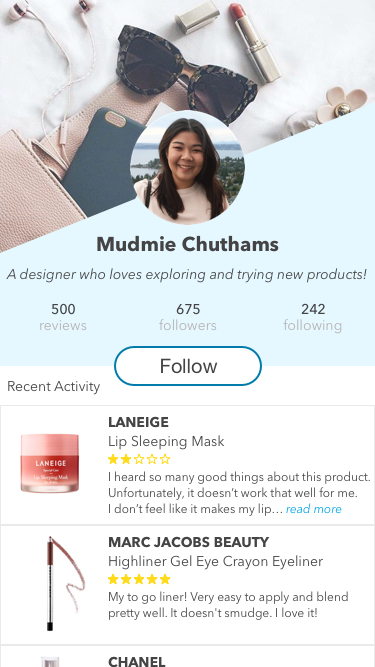 Mudmie Chuthams
A designer who loves exploring and trying new products!
500 675 242
reviews followers following
Follow
Recent Activity
LANEIGE
LANEIGE
Lip Sleeping Mask
Lip Sleeping Mask
I heard so many good things about this product.
Unfortunately, it doesn't work that well for me.
I don't feel like it makes my lip... read more
MARC JACOBS BEAUTY
Highliner Gel Eye Crayon Eyeliner
My to go liner! Very easy to apply and blend
pretty well. It doesn't smudge. I love it!
CHANEL